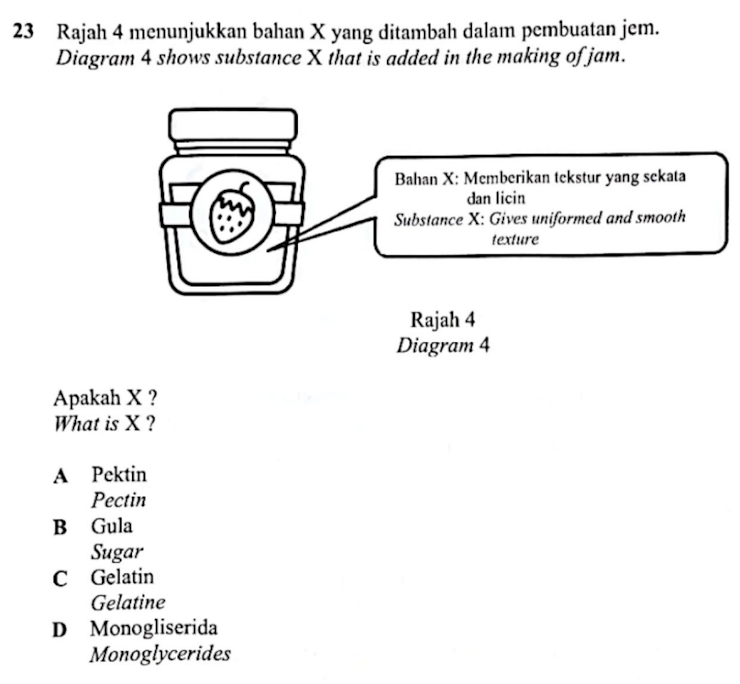 23 Rajah 4 menunjukkan bahan X yang ditambah dalam pembuatan jem.
Diagram 4 shows substance X that is added in the making of jam.
Bahan X: Memberikan tekstur yang sekata
dan licin
Substance X: Gives uniformed and smooth
texture
Rajah 4
Diagram 4
Apakah X ?
What is X ?
A Pektin
Pectin
B Gula
Sugar
C Gelatin
Gelatine
D Monogliserida
Monoglycerides